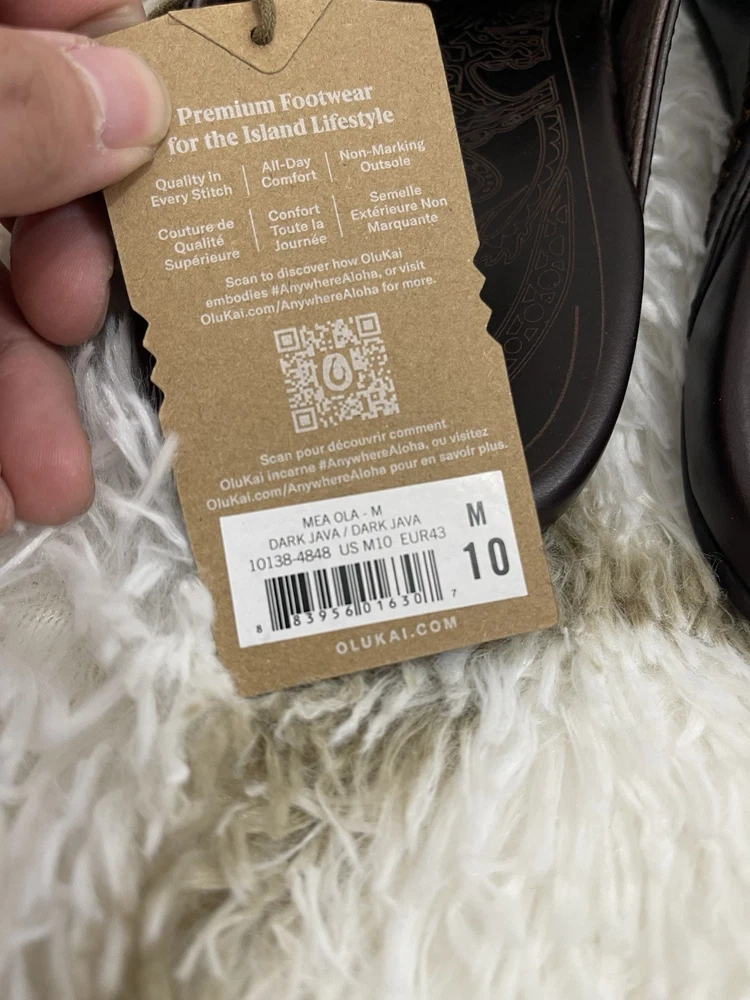 Premium Footwear
for the Island Lifestyle
Quality in
Every Stitch
All-Day
Comfort
Non-Marking
Outsole
Couture de
Qualité
Supérieure
Confort
Toute la
Journée
Semelle
Extérieure Non
Marquante
Scan to discover how OluKai
embodies #AnywhereAloha, or visit
OluKai.com/AnywhereAloha for more.
Scan pour découvrir comment
OluKai incarne #AnywhereAloha, ou visitez
OluKai.com/AnywhereAloha pour en savoir plus.
MEA OLA - M
DARK JAVA / DARK JAVA
10138-4848 US M10 EUR43
M
10
8 83956 01630 7
OLUKAI.COM